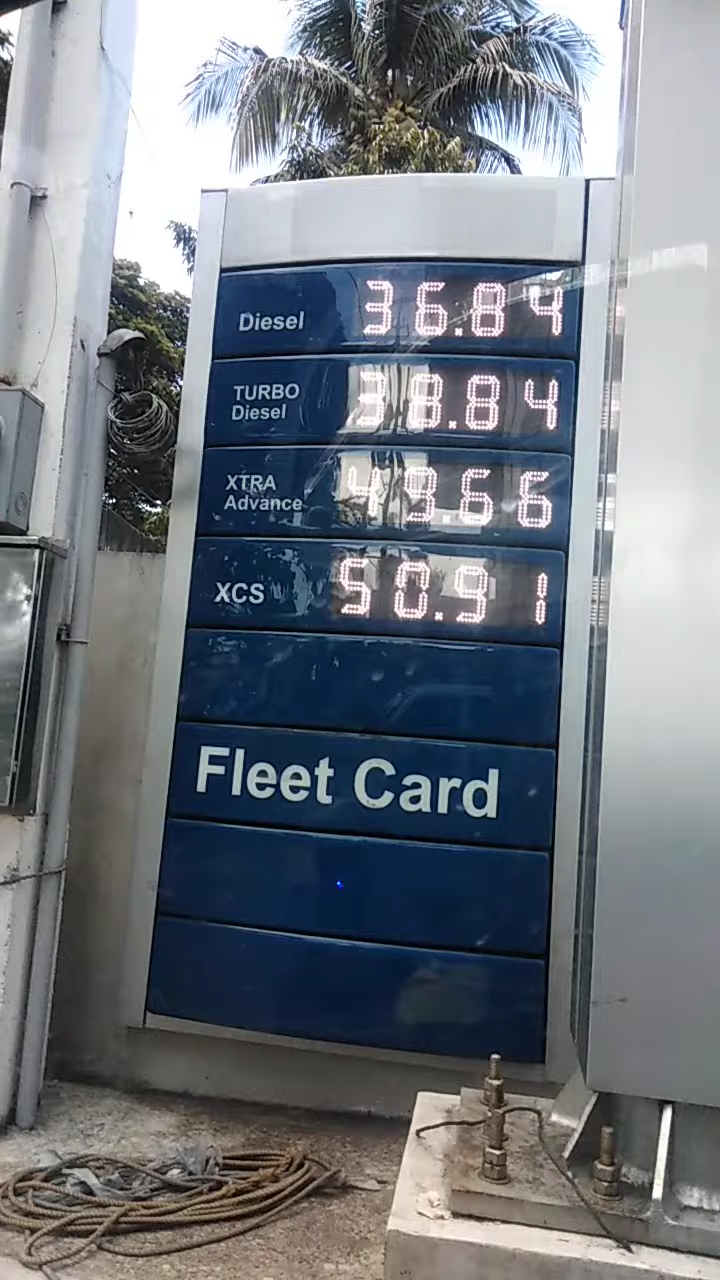 Diesel 36.84
TURBO
Diesel 38.84
XTRA
Advance 49.66
XCS 50.91
Fleet Card